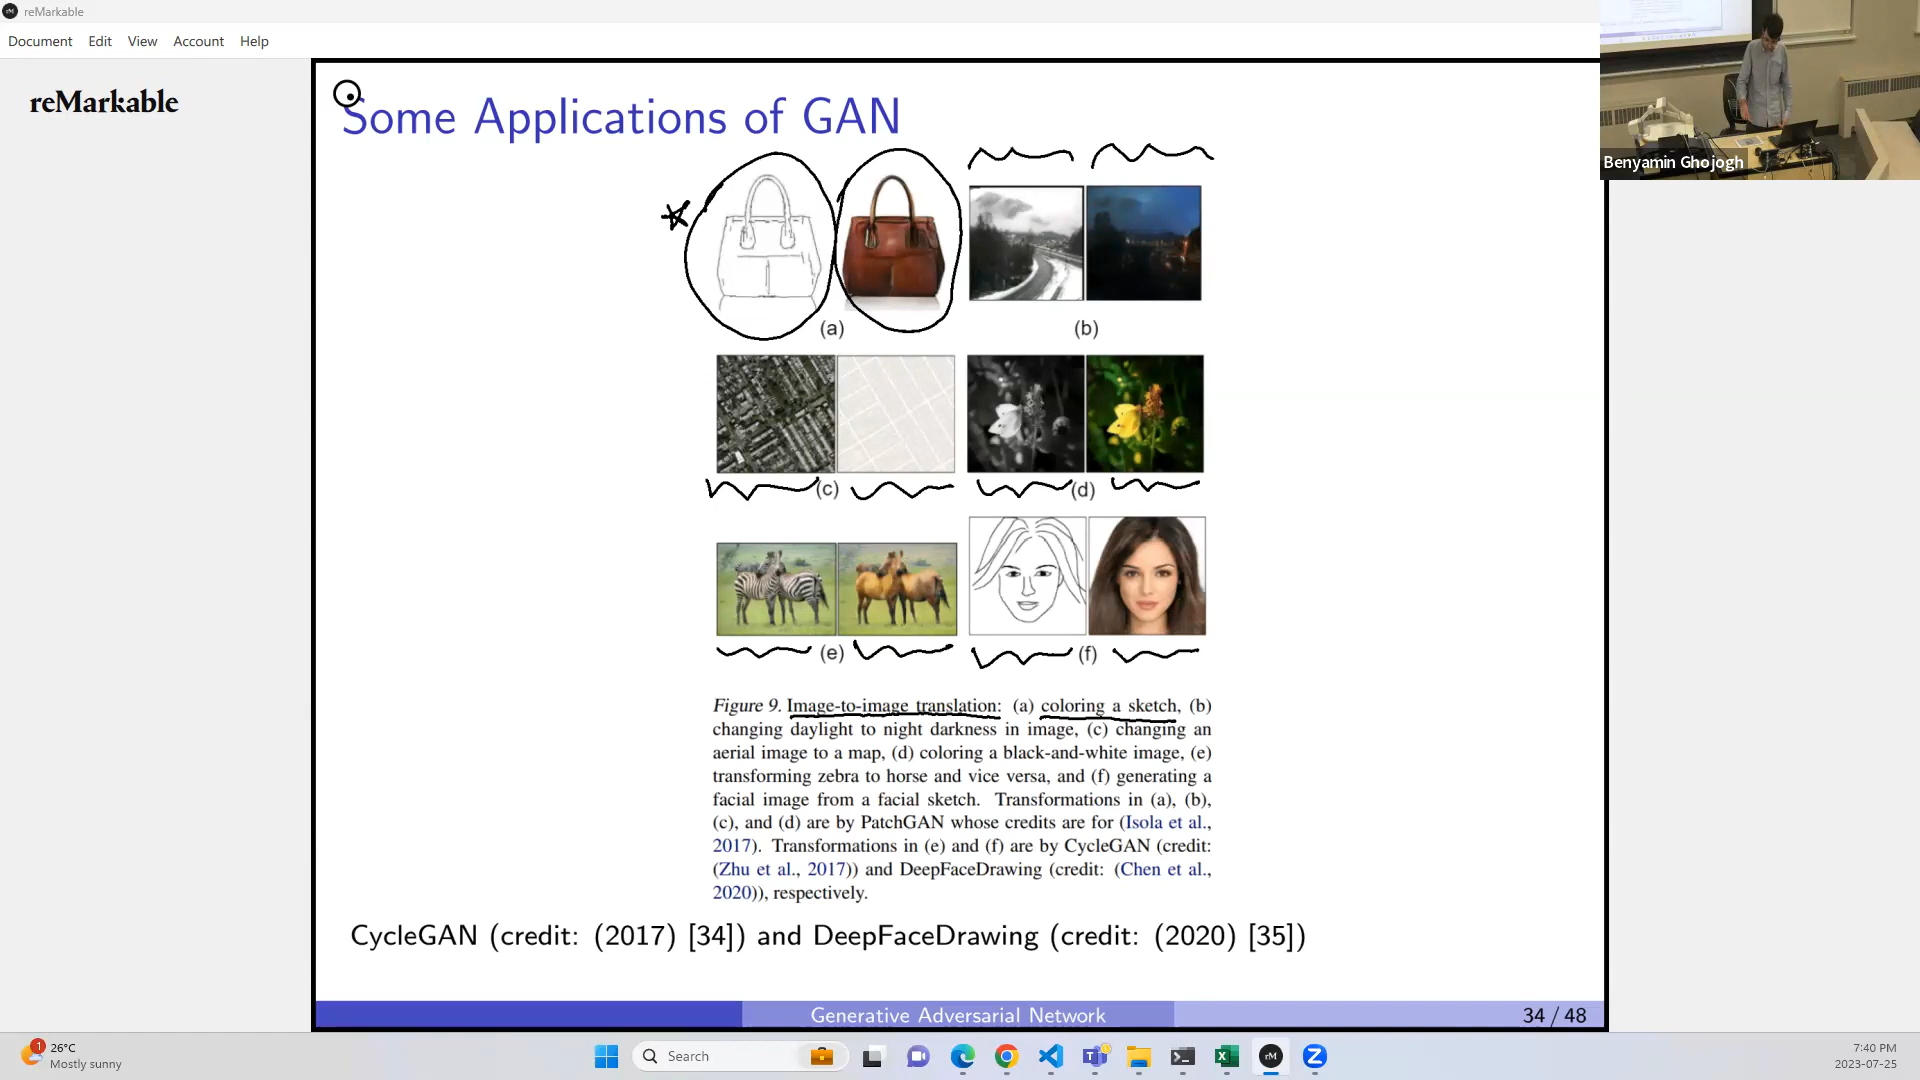 reMarkable
Document Edit View Account Help
reMarkable
Some Applications of GAN
(a)
(b)
(c)
(d)
(e)
(f)
Figure 9. Image-to-image translation: (a) coloring a sketch, (b)
changing daylight to night darkness in image, (c) changing an
aerial image to a map, (d) coloring a black-and-white image, (e)
transforming zebra to horse and vice versa, and (f) generating a
facial image from a facial sketch. Transformations in (a), (b),
(c), and (d) are by PatchGAN whose credits are for (Isola et al.,
2017). Transformations in (e) and (f) are by CycleGAN (credit:
(Zhu et al., 2017)) and DeepFaceDrawing (credit: (Chen et al.,
2020)), respectively.
CycleGAN (credit: (2017) [34]) and DeepFaceDrawing (credit: (2020) [35])
Generative Adversarial Network
34 / 48
Benyamin Ghojogh
1
26°C
Mostly sunny
Search
rM
7:40 PM
2023-07-25